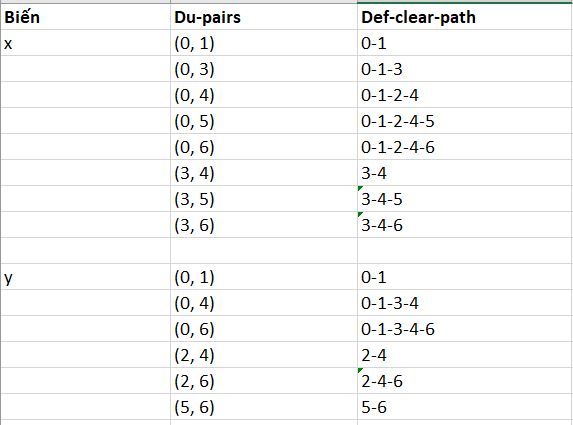 Biến Du-pairs Def-clear-path
x (0, 1) 0-1
(0, 3) 0-1-3
(0, 4) 0-1-2-4
(0, 5) 0-1-2-4-5
(0, 6) 0-1-2-4-6
(3, 4) 3-4
(3, 5) 3-4-5
(3, 6) 3-4-6
y (0, 1) 0-1
(0, 4) 0-1-3-4
(0, 6) 0-1-3-4-6
(2, 4) 2-4
(2, 6) 2-4-6
(5, 6) 5-6